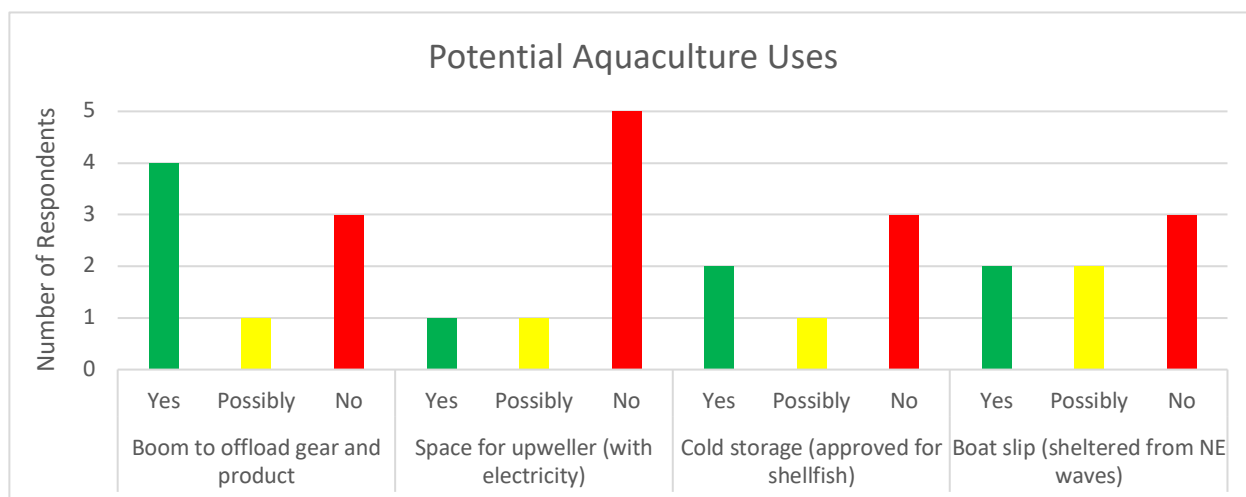 Potential Aquaculture Uses
Number of Respondents
5
4
3
2
1
0
Yes Possibly No Yes Possibly No Yes Possibly No Yes Possibly No
Boom to offload gear and product
Space for upweller (with electricity)
Cold storage (approved for shellfish)
Boat slip (sheltered from NE waves)